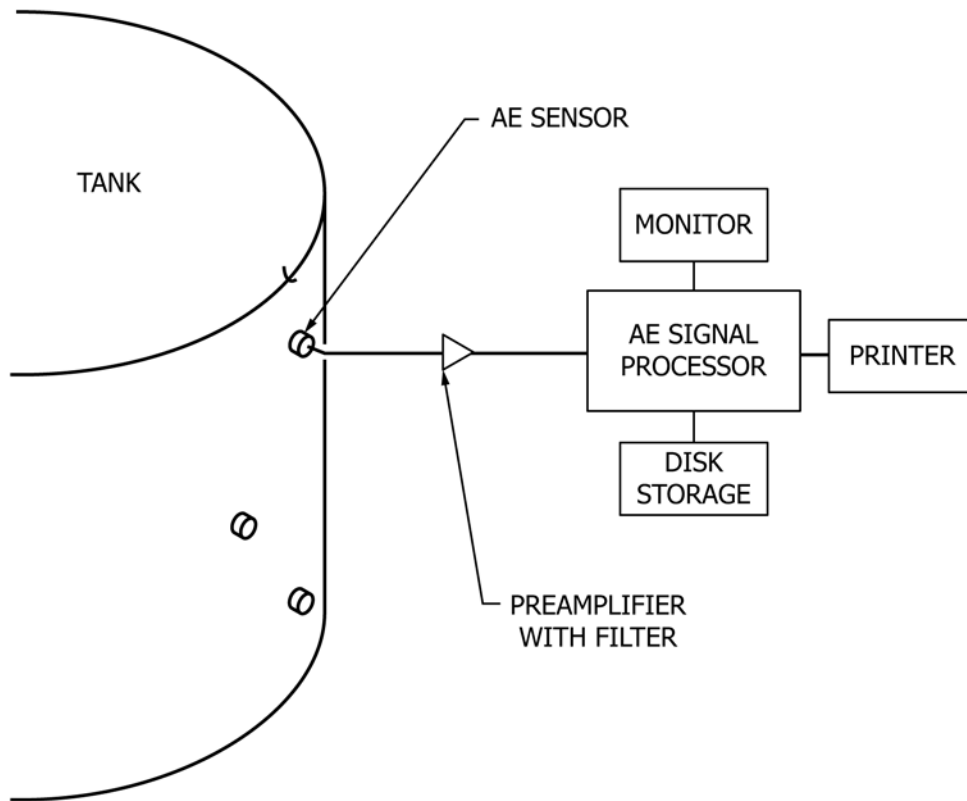 AE SENSOR
TANK
MONITOR
AE SIGNAL
PROCESSOR
PRINTER
DISK
STORAGE
PREAMPLIFIER
WITH FILTER